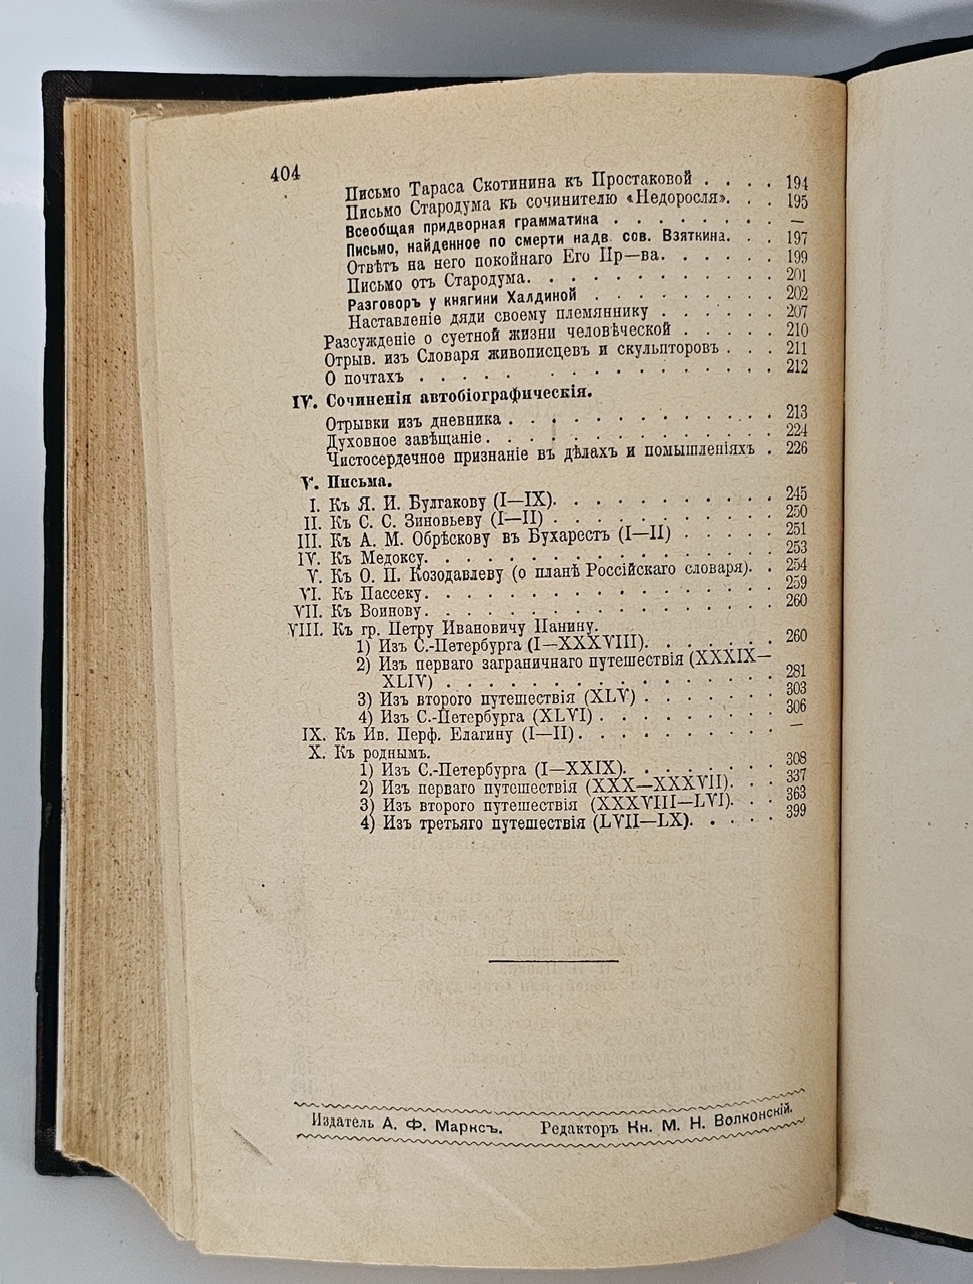 404
Письмо Тараса Скотинина къ Простаковой . . . . 194
Письмо Стародума къ сочинителю «Недоросля». . . 195
Всеобщая придворная грамматика . . . . . . . . —
Письмо, найденное по смерти надв. сов. Взяткина. . . 197
Отвѣтъ на него покойнаго Его Пр—ва. . . . . . 199
Письмо отъ Стародума. . . . . . . . . . . . 201
Разговоръ у княгини Халдиной . . . . . . . . . 202
Наставленіе дяди своему племяннику . . . . . . 207
Разсужденіе о суетной жизни человѣческой . . . . . 210
Отрыв. изъ Словаря живописцевъ и скульпторовъ . . . 211
О почтахъ . . . . . . . . . . . . . 212
IV. Сочиненія автобіографическія.
Отрывки изъ дневника . . . . . . . . . . . . 213
Духовное завѣщаніе . . . . . . . . . . . . . 224
Чистосердечное признаніе въ дѣлахъ и помышленіяхъ . 226
V. Письма.
I. Къ Я. И. Булгакову (I—IX). . . . . . . . . . 245
II. Къ С. С. Зиновьеву (I—II) . . . . . . . . . . 250
III. Къ А. М. Обрѣскову въ Бухарестъ (I—II) . . . . . 251
IV. Къ Медоксу. . . . . . . . . . . . . . . . 253
V. Къ О. П. Козодавлеву (о планѣ Россійскаго словаря). . 254
VI. Къ Пассеку. . . . . . . . . . . . . . . . 259
VII. Къ Воинову. . . . . . . . . . . . . . . . 260
VIII. Къ гр. Петру Ивановичу Панину.
1) Изъ С.-Петербурга (I—XXXVIII). . . . . . . 260
2) Изъ перваго заграничнаго путешествія (XXXIX—
XLIV) . . . . . . . . . . . . . . . 281
3) Изъ второго путешествія (XLV) . . . . . . . 303
4) Изъ С.-Петербурга (XLVI) . . . . . . . . . 306
IX. Къ Ив. Перф. Елагину (I—II). . . . . . . . . . —
X. Къ роднымъ.
1) Изъ С.-Петербурга (I—XXIX). . . . . . . . 308
2) Изъ перваго путешествія (XXX—XXXVII). . . 337
3) Изъ второго путешествія (XXXVIII—LVI). . . 363
4) Изъ третьяго путешествія (LVII—LX). . . . . 399
Издатель А. Ф. Марксъ. Редакторъ Кн. М. Н. Волконскій.